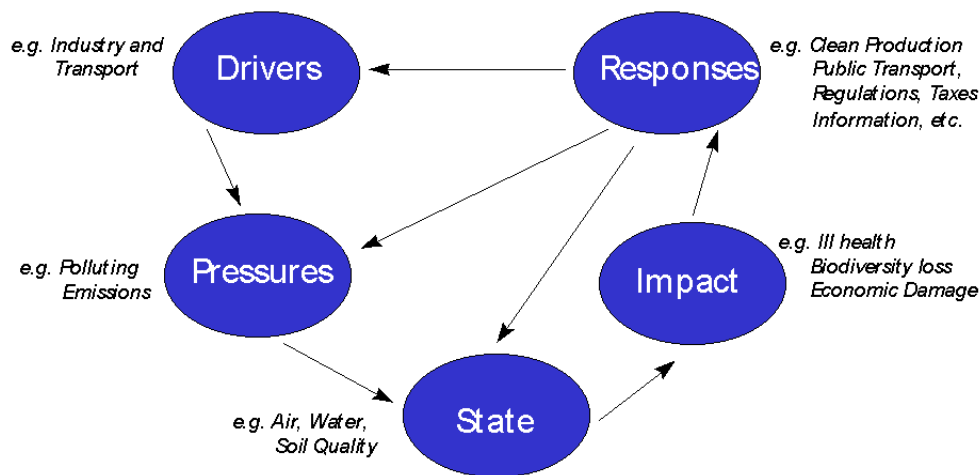 e.g. Industry and
Transport
Drivers
Responses
e.g. Clean Production
Public Transport,
Regulations, Taxes
Information, etc.
e.g. Polluting
Emissions
Pressures
Impact
e.g. Ill health
Biodiversity loss
Economic Damage
e.g. Air, Water,
Soil Quality
State